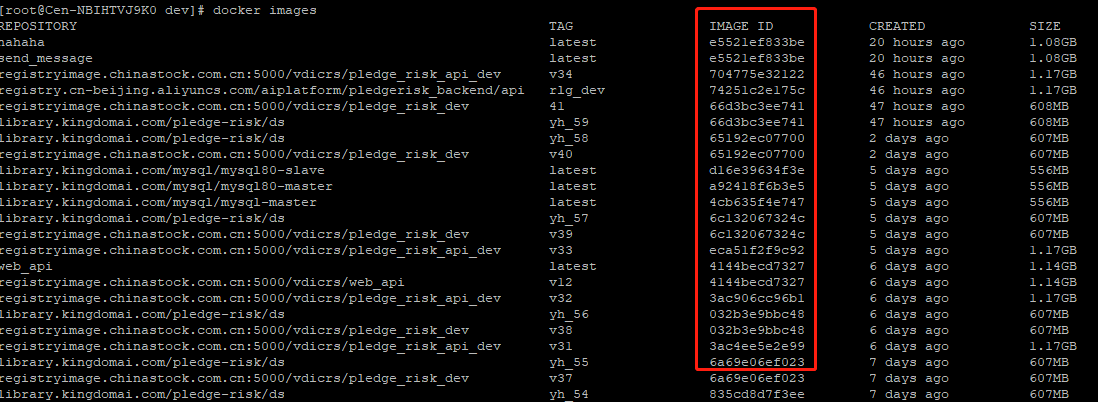 [root@Cen-NBIHTVJ9K0 dev]# docker images
REPOSITORY TAG IMAGE ID CREATED SIZE
hahaha latest e5521ef833be 20 hours ago 1.08GB
send_message latest e5521ef833be 20 hours ago 1.08GB
registryimage.chinastock.com.cn:5000/vdicrs/pledge_risk_api_dev v34 704775e32122 46 hours ago 1.17GB
registry.cn-beijing.aliyuncs.com/aiplatform/pledgerisk_backend/api rlg_dev 74251c2e175c 46 hours ago 1.17GB
registryimage.chinastock.com.cn:5000/vdicrs/pledge_risk_dev 41 66d3bc3ee741 47 hours ago 608MB
library.kingdomai.com/pledge-risk/ds yh_59 66d3bc3ee741 47 hours ago 608MB
library.kingdomai.com/pledge-risk/ds yh_58 65192ec07700 2 days ago 607MB
registryimage.chinastock.com.cn:5000/vdicrs/pledge_risk_dev v40 65192ec07700 2 days ago 607MB
library.kingdomai.com/mysql/mysql80-slave latest d16e39634f3e 5 days ago 556MB
library.kingdomai.com/mysql/mysql80-master latest a92418f6b3e5 5 days ago 556MB
library.kingdomai.com/mysql/mysql-master latest 4cb635f4e747 5 days ago 556MB
library.kingdomai.com/pledge-risk/ds yh_57 6c132067324c 5 days ago 607MB
registryimage.chinastock.com.cn:5000/vdicrs/pledge_risk_dev v39 6c132067324c 5 days ago 607MB
registryimage.chinastock.com.cn:5000/vdicrs/pledge_risk_api_dev v33 eca51f2f9c92 5 days ago 1.17GB
web_api latest 4144becd7327 6 days ago 1.14GB
registryimage.chinastock.com.cn:5000/vdicrs/web_api v12 4144becd7327 6 days ago 1.14GB
registryimage.chinastock.com.cn:5000/vdicrs/pledge_risk_api_dev v32 3ac906cc96b1 6 days ago 1.17GB
library.kingdomai.com/pledge-risk/ds yh_56 032b3e9bbc48 6 days ago 607MB
registryimage.chinastock.com.cn:5000/vdicrs/pledge_risk_dev v38 032b3e9bbc48 6 days ago 607MB
registryimage.chinastock.com.cn:5000/vdicrs/pledge_risk_api_dev v31 3ac4ee5e2e99 6 days ago 1.17GB
library.kingdomai.com/pledge-risk/ds yh_55 6a69e06ef023 7 days ago 607MB
registryimage.chinastock.com.cn:5000/vdicrs/pledge_risk_dev v37 6a69e06ef023 7 days ago 607MB
library.kingdomai.com/pledge-risk/ds yh_54 835cd8d7f3ee 7 days ago 607MB